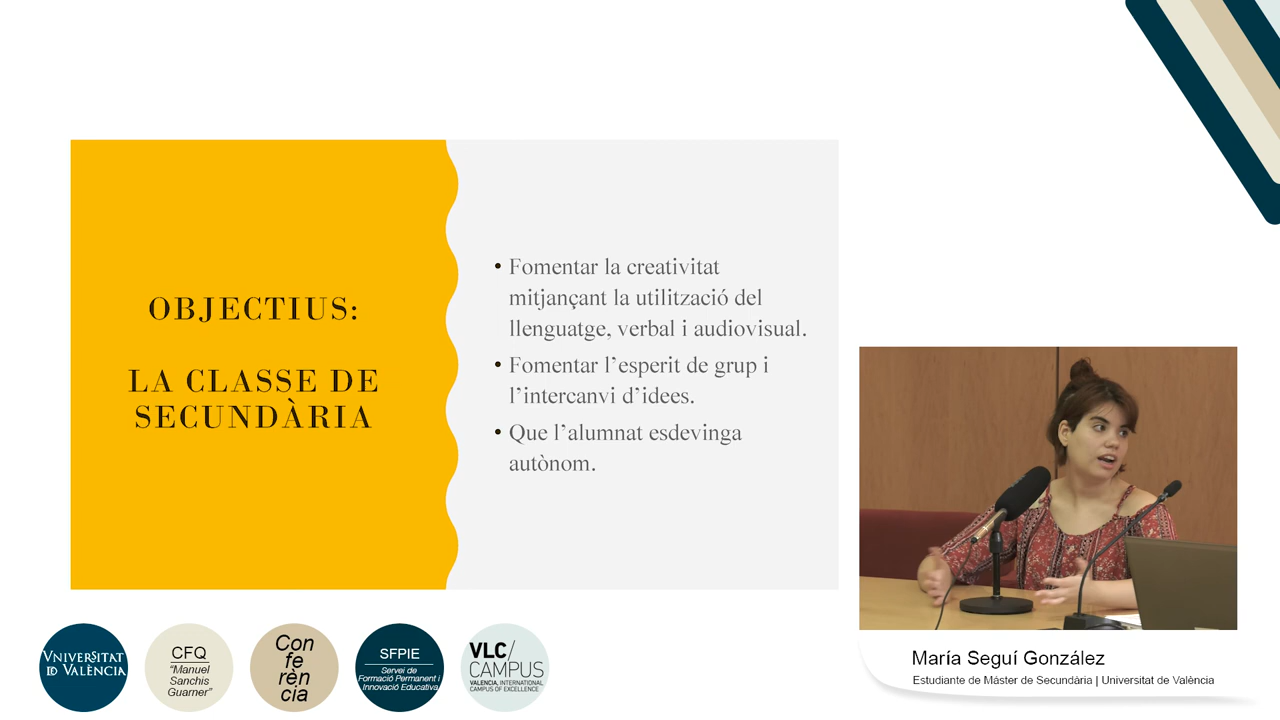 OBJECTIUS:
LA CLASSE DE
SECUNDÀRIA
• Fomentar la creativitat
mitjançant la utilització del
llenguatge, verbal i audiovisual.
• Fomentar l’esperit de grup i
l’intercanvi d’idees.
• Que l’alumnat esdevinga
autònom.
VNIVERSITAT
ID VALÈNCIA
CFQ
“Manuel
Sanchis
Guarner”
Con
fe
rèn
cia
SFPIE
Servei de
Formació Permanent i
Innovació Educativa
VLC/
CAMPUS
VALENCIA, INTERNATIONAL
CAMPUS OF EXCELLENCE
María Seguí González
Estudiante de Máster de Secundária | Universitat de València